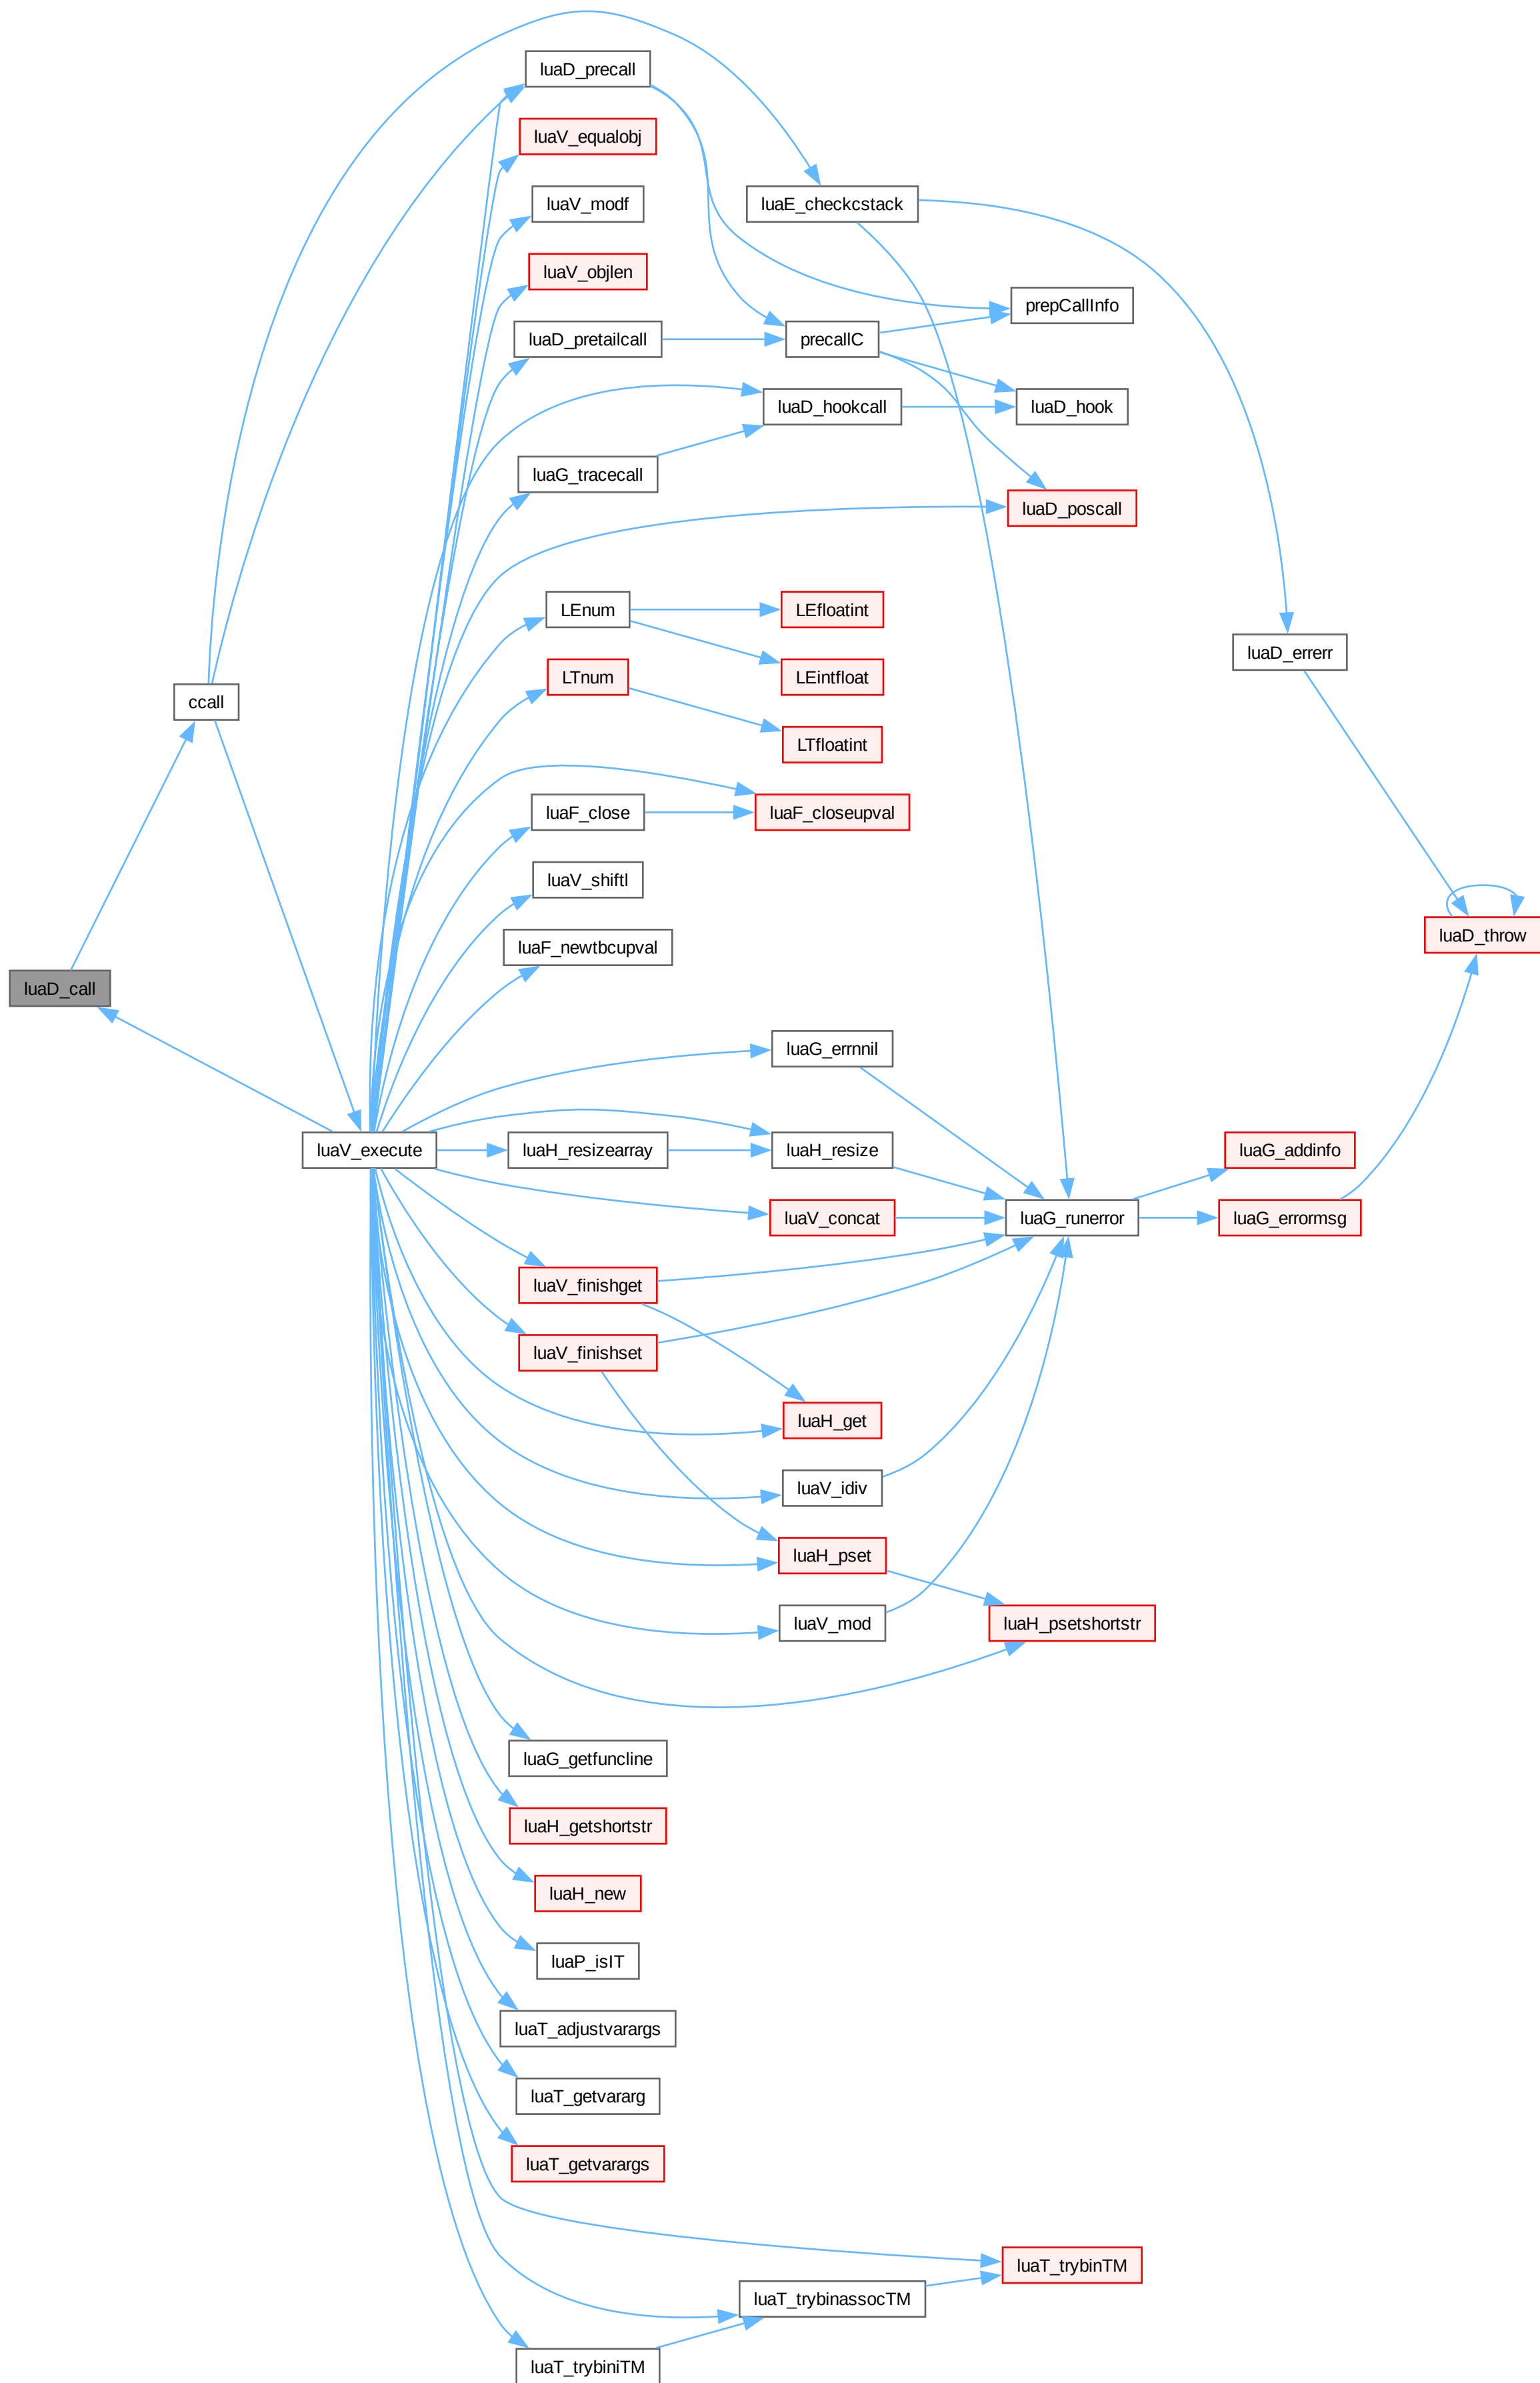 luaD_precall
luaV_equalobj
luaV_modf
luaE_checkcstack
luaV_objlen
prepCallInfo
luaD_pretailcall
precallC
luaD_hookcall
luaD_hook
luaG_tracecall
luaD_poscall
LEnum
LEfloatint
luaD_errerr
LTnum
LEintfloat
ccall
LTfloatint
luaF_close
luaF_closeupval
luaV_shiftl
luaD_throw
luaF_newtbcupval
luaD_call
luaG_errnnil
luaV_execute
luaH_resizearray
luaH_resize
luaG_addinfo
luaV_concat
luaG_runerror
luaG_errormsg
luaV_finishget
luaV_finishset
luaH_get
luaV_idiv
luaH_pset
luaV_mod
luaH_psetshortstr
luaG_getfuncline
luaH_getshortstr
luaH_new
luaP_isIT
luaT_adjustvarargs
luaT_getvararg
luaT_getvarargs
luaT_trybinTM
luaT_trybinassocTM
luaT_trybiniTM